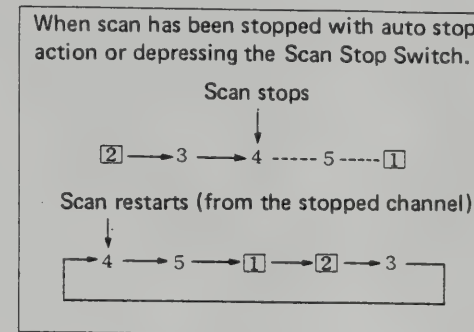 When scan has been stopped with auto stop
action or depressing the Scan Stop Switch.
Scan stops
2 3 4 ----- 5 ----- 1
Scan restarts (from the stopped channel)
4 5 1 2 3